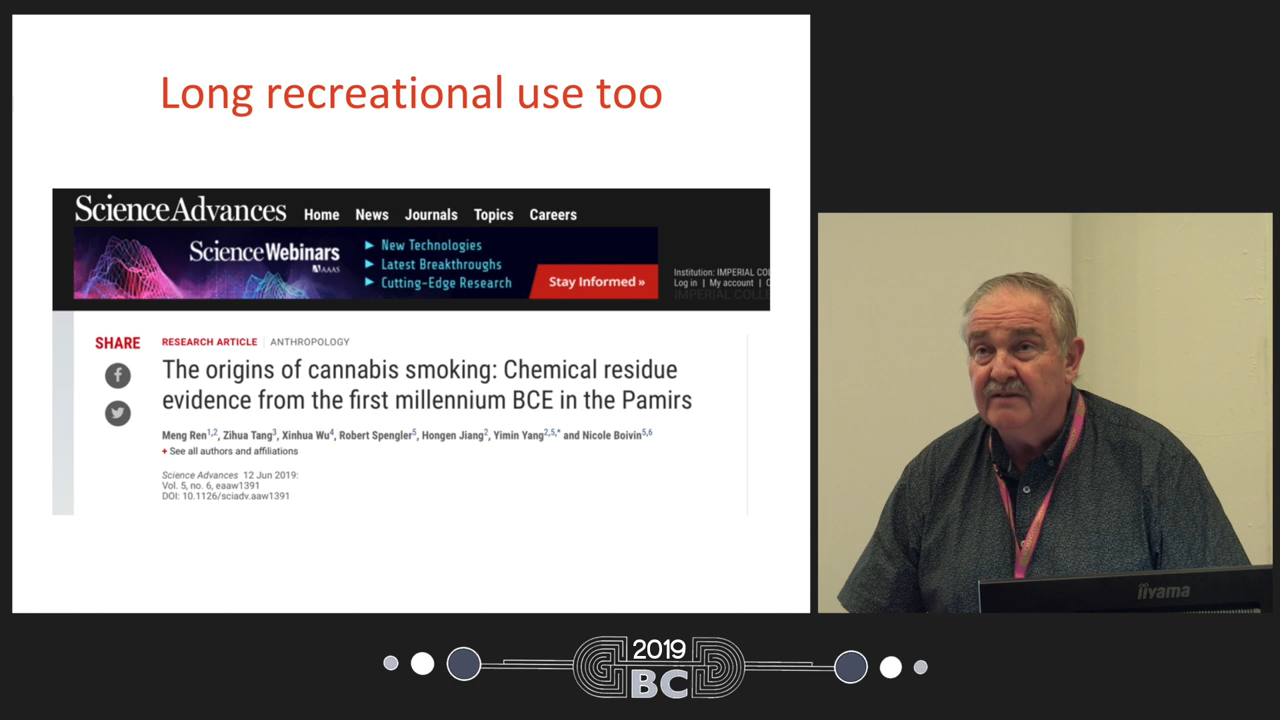 Long recreational use too
ScienceAdvances Home News Journals Topics Careers
ScienceWebinars
AAAS
► New Technologies
► Latest Breakthroughs
► Cutting-Edge Research
Stay Informed »
Institution: IMPERIAL COL
Log in | My account | C
IMPERIAL COLLE
SHARE
RESEARCH ARTICLE | ANTHROPOLOGY
The origins of cannabis smoking: Chemical residue
evidence from the first millennium BCE in the Pamirs
Meng Ren1,2, Zihua Tang3, Xinhua Wu4, Robert Spengler5, Hongen Jiang2, Yimin Yang2,5,* and Nicole Boivin5,6
+ See all authors and affiliations
Science Advances 12 Jun 2019:
Vol. 5, no. 6, eaaw1391
DOI: 10.1126/sciadv.aaw1391
iiyama
2019
BC